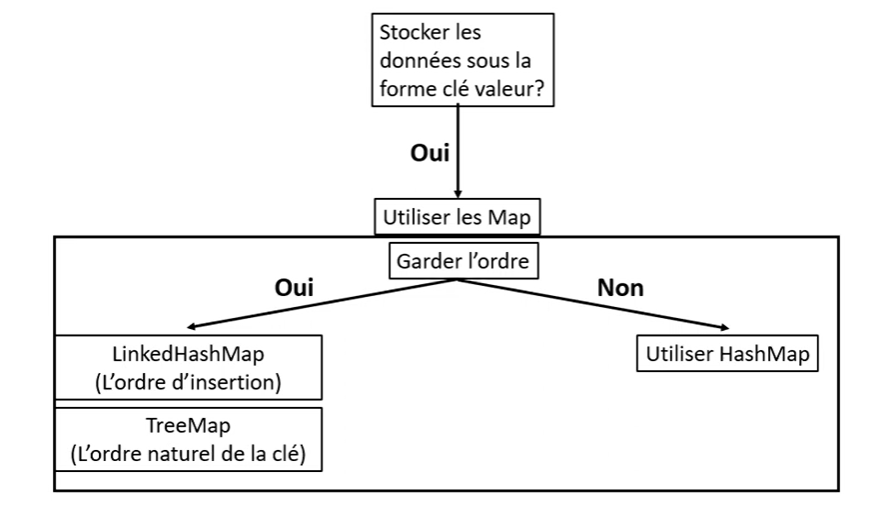 Stocker les
données sous la
forme clé valeur?
Oui
Utiliser les Map
Garder l’ordre
Oui
Non
LinkedHashMap
(L’ordre d’insertion)
Utiliser HashMap
TreeMap
(L’ordre naturel de la clé)